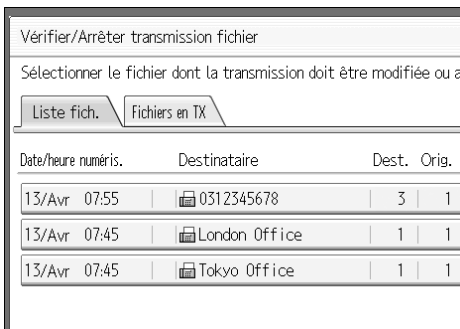 Vérifier/Arrêter transmission fichier
Sélectionner le fichier dont la transmission doit être modifiée ou a
Liste fich. Fichiers en TX
Date/heure numéris. Destinataire Dest. Orig.
13/Avr 07:55 0312345678 3 1
13/Avr 07:45 London Office 1 1
13/Avr 07:45 Tokyo Office 1 1